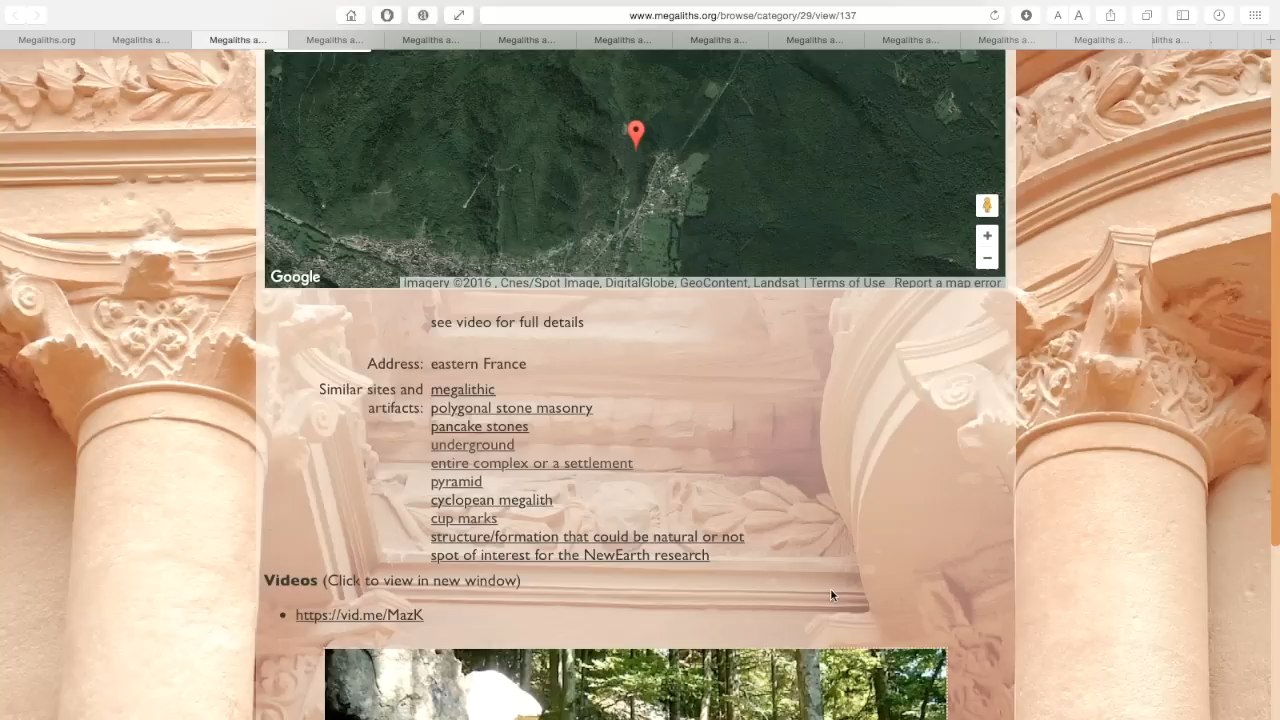 www.megaliths.org/browse/category/29/view/137
A A
Megaliths.org Megaliths a... Megaliths a... Megaliths a... Megaliths a... Megaliths a... Megaliths a... Megaliths a... Megaliths a... Megaliths a... Megaliths a... Megaliths a... aliths a...
Google
Imagery ©2016 , Cnes/Spot Image, DigitalGlobe, GeoContent, Landsat | Terms of Use Report a map error
see video for full details
Address: eastern France
Similar sites and megalithic
artifacts: polygonal stone masonry
pancake stones
underground
entire complex or a settlement
pyramid
cyclopean megalith
cup marks
structure/formation that could be natural or not
spot of interest for the NewEarth research
Videos (Click to view in new window)
• https://vid.me/MazK